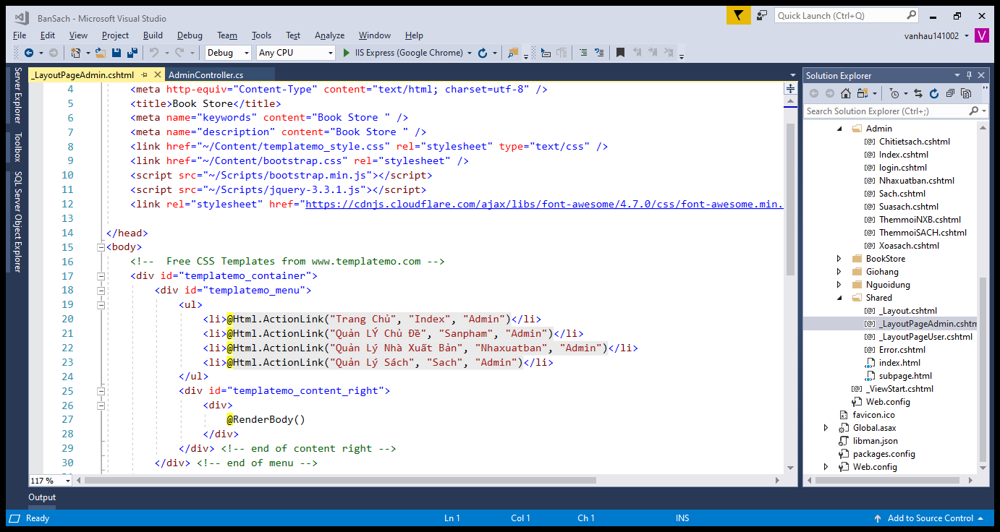 BanSach - Microsoft Visual Studio
Quick Launch (Ctrl+Q)
File Edit View Project Build Debug Team Tools Test Analyze Window Help
vanhau141002 V
Debug Any CPU IIS Express (Google Chrome)
Server Explorer
Toolbox
SQL Server Object Explorer
_LayoutPageAdmin.cshtml AdminController.cs
4 <meta http-equiv="Content-Type" content="text/html; charset=utf-8" />
5 <title>Book Store</title>
6 <meta name="keywords" content="Book Store " />
7 <meta name="description" content="Book Store " />
8 <link href="~/Content/templatemo_style.css" rel="stylesheet" type="text/css" />
9 <link href="~/Content/bootstrap.css" rel="stylesheet" />
10 <script src="~/Scripts/bootstrap.min.js"></script>
11 <script src="~/Scripts/jquery-3.3.1.js"></script>
12 <link rel="stylesheet" href="https://cdnjs.cloudflare.com/ajax/libs/font-awesome/4.7.0/css/font-awesome.min.
13
14 </head>
15 <body>
16 <!--  Free CSS Templates from www.templatemo.com -->
17 <div id="templatemo_container">
18 <div id="templatemo_menu">
19 <ul>
20 <li>@Html.ActionLink("Trang Chủ", "Index", "Admin")</li>
21 <li>@Html.ActionLink("Quản LÝ Chủ Đề", "Sanpham", "Admin")</li>
22 <li>@Html.ActionLink("Quản Lý Nhà Xuất Bản", "Nhaxuatban", "Admin")</li>
23 <li>@Html.ActionLink("Quản Lý Sách", "Sach", "Admin")</li>
24 </ul>
25 <div id="templatemo_content_right">
26 <div>
27 @RenderBody()
28 </div>
29 </div> <!-- end of content right -->
30 </div> <!-- end of menu -->
117 %
Solution Explorer
Search Solution Explorer (Ctrl+;)
Admin
Chitietsach.cshtml
Index.cshtml
login.cshtml
Nhaxuatban.cshtml
Sach.cshtml
Suasach.cshtml
ThemmoiNXB.cshtml
ThemmoiSACH.cshtml
Xoasach.cshtml
BookStore
Giohang
Nguoidung
Shared
_Layout.cshtml
_LayoutPageAdmin.cshtm
_LayoutPageUser.cshtml
Error.cshtml
index.html
subpage.html
_ViewStart.cshtml
Web.config
favicon.ico
Global.asax
libman.json
packages.config
Web.config
Output
Ready Ln 1 Col 1 Ch 1 INS Add to Source Control